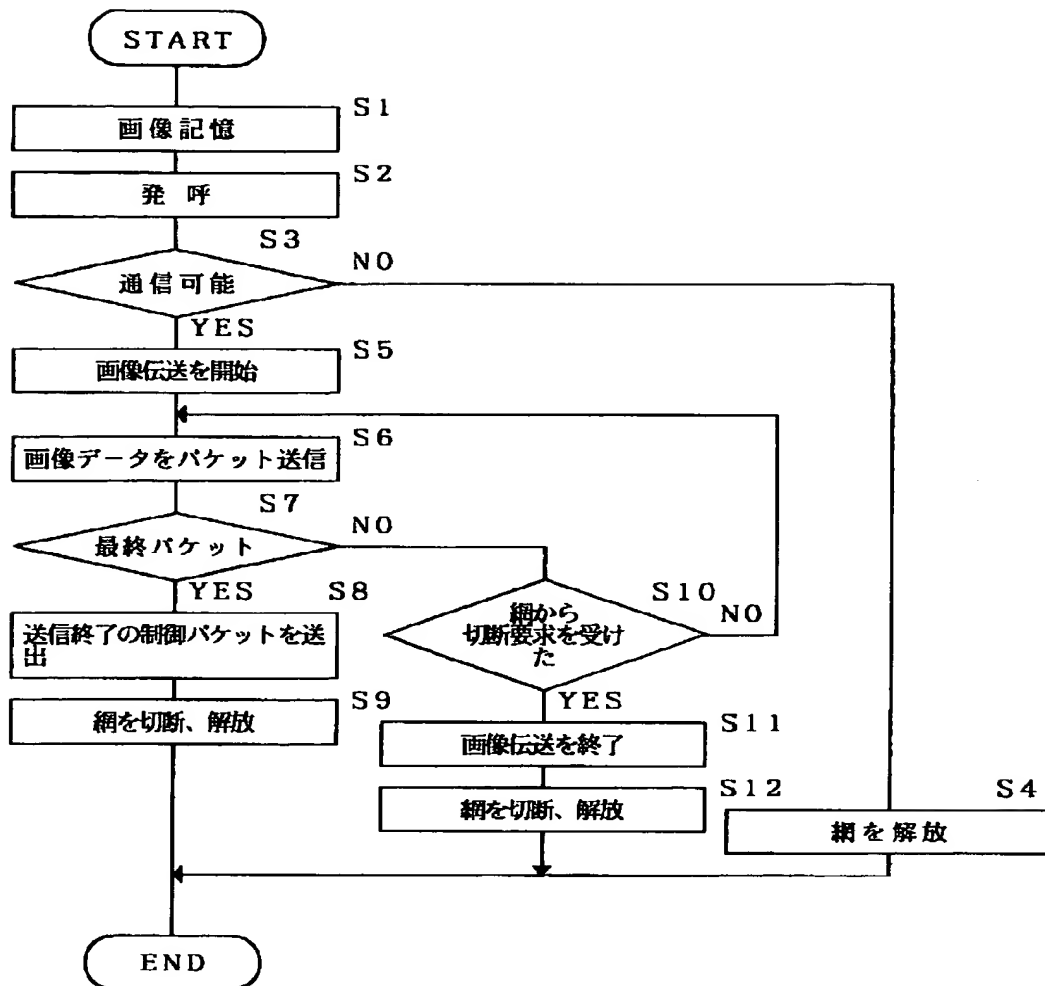 START
S1
画像記憶
S2
発 呼
S3
通信可能
NO
YES
S5
画像伝送を開始
S6
画像データをパケット送信
S7
最終パケット
NO
YES
S8
送信終了の制御パケットを送
出
S9
網を切断、解放
S10
網から
切断要求を受け
た
NO
YES
S11
画像伝送を終了
S12
網を切断、解放
S4
網を解放
END